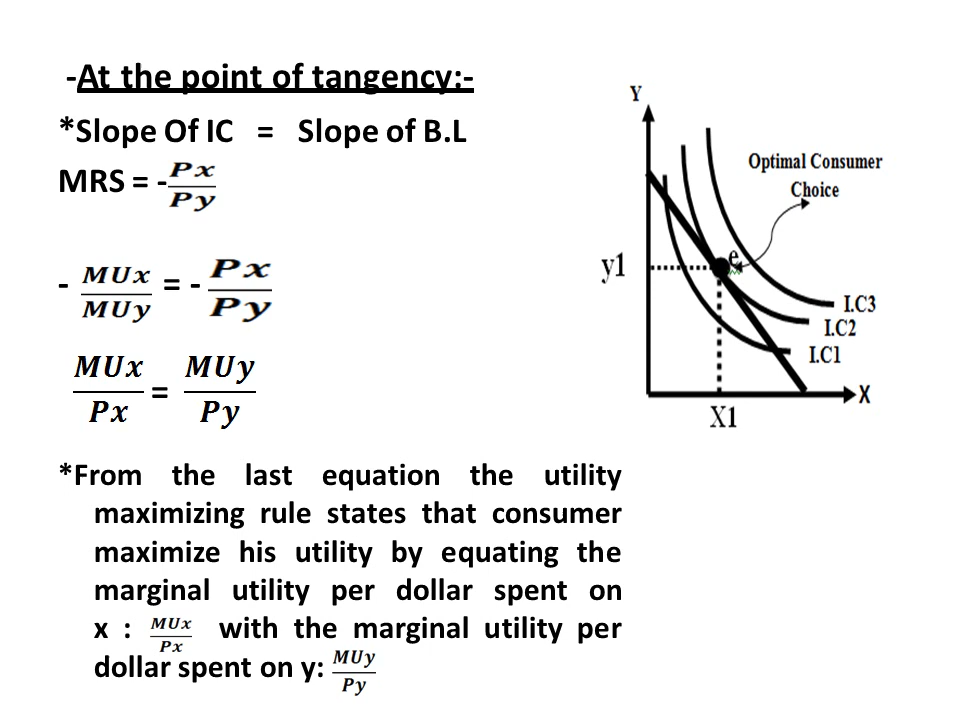 -At the point of tangency:-
*Slope Of IC = Slope of B.L
MRS = -Px/Py
- MUx/MUy = - Px/Py
MUx/Px = MUy/Py
*From the last equation the utility
maximizing rule states that consumer
maximize his utility by equating the
marginal utility per dollar spent on
x : MUx/Px with the marginal utility per
dollar spent on y: MUy/Py
Y
Optimal Consumer
Choice
e
y1
I.C3
I.C2
I.C1
X
X1